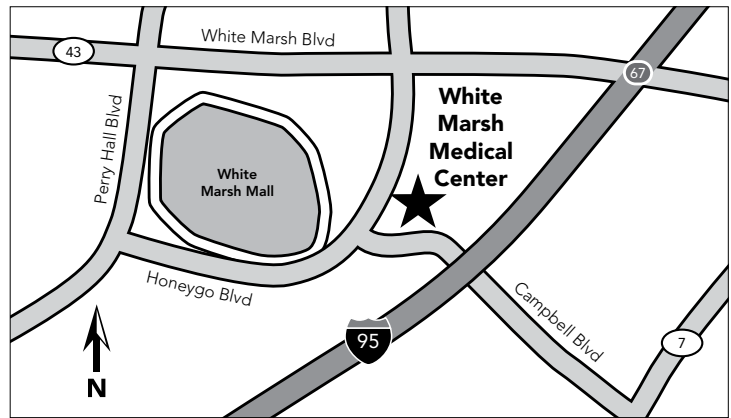 White Marsh Blvd
43
67
White
Marsh
Medical
Center
Perry Hall Blvd
White
Marsh Mall
Honeygo Blvd
Campbell Blvd
95
7
N